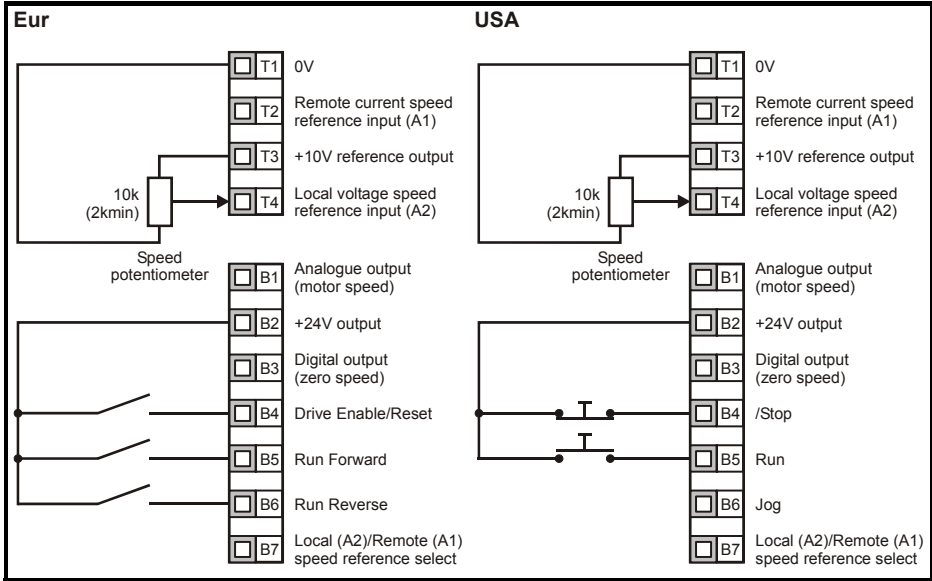 Eur
T1 0V
T2 Remote current speed
reference input (A1)
T3 +10V reference output
10k
(2kmin)
T4 Local voltage speed
reference input (A2)
Speed
potentiometer
B1 Analogue output
(motor speed)
B2 +24V output
B3 Digital output
(zero speed)
B4 Drive Enable/Reset
B5 Run Forward
B6 Run Reverse
B7 Local (A2)/Remote (A1)
speed reference select
USA
T1 0V
T2 Remote current speed
reference input (A1)
T3 +10V reference output
10k
(2kmin)
T4 Local voltage speed
reference input (A2)
Speed
potentiometer
B1 Analogue output
(motor speed)
B2 +24V output
B3 Digital output
(zero speed)
B4 /Stop
B5 Run
B6 Jog
B7 Local (A2)/Remote (A1)
speed reference select